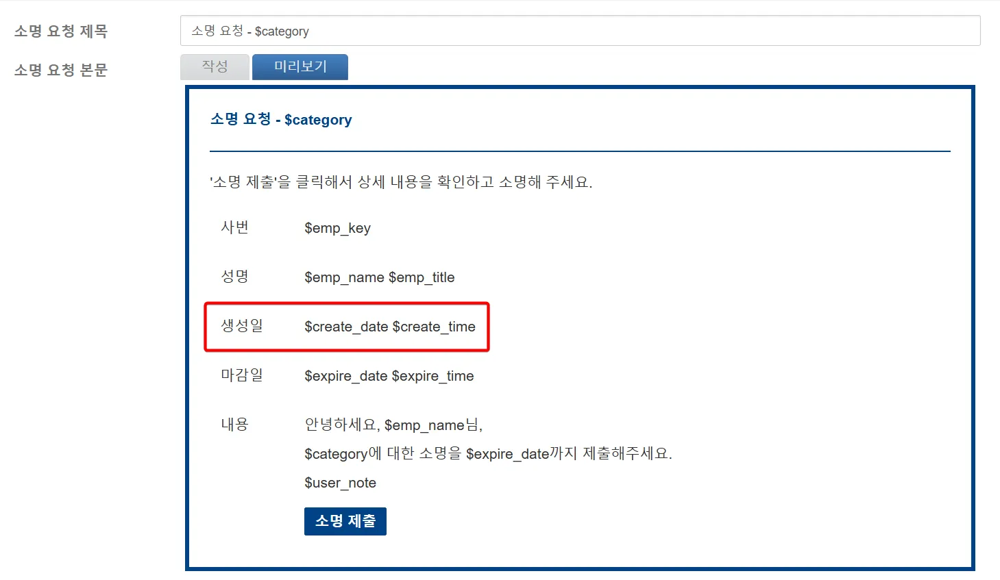 소명 요청 제목
소명 요청 - $category
소명 요청 본문
작성
미리보기
소명 요청 - $category
'소명 제출'을 클릭해서 상세 내용을 확인하고 소명해 주세요.
사번 $emp_key
성명 $emp_name $emp_title
생성일 $create_date $create_time
마감일 $expire_date $expire_time
내용 안녕하세요, $emp_name님,
$category에 대한 소명을 $expire_date까지 제출해주세요.
$user_note
소명 제출